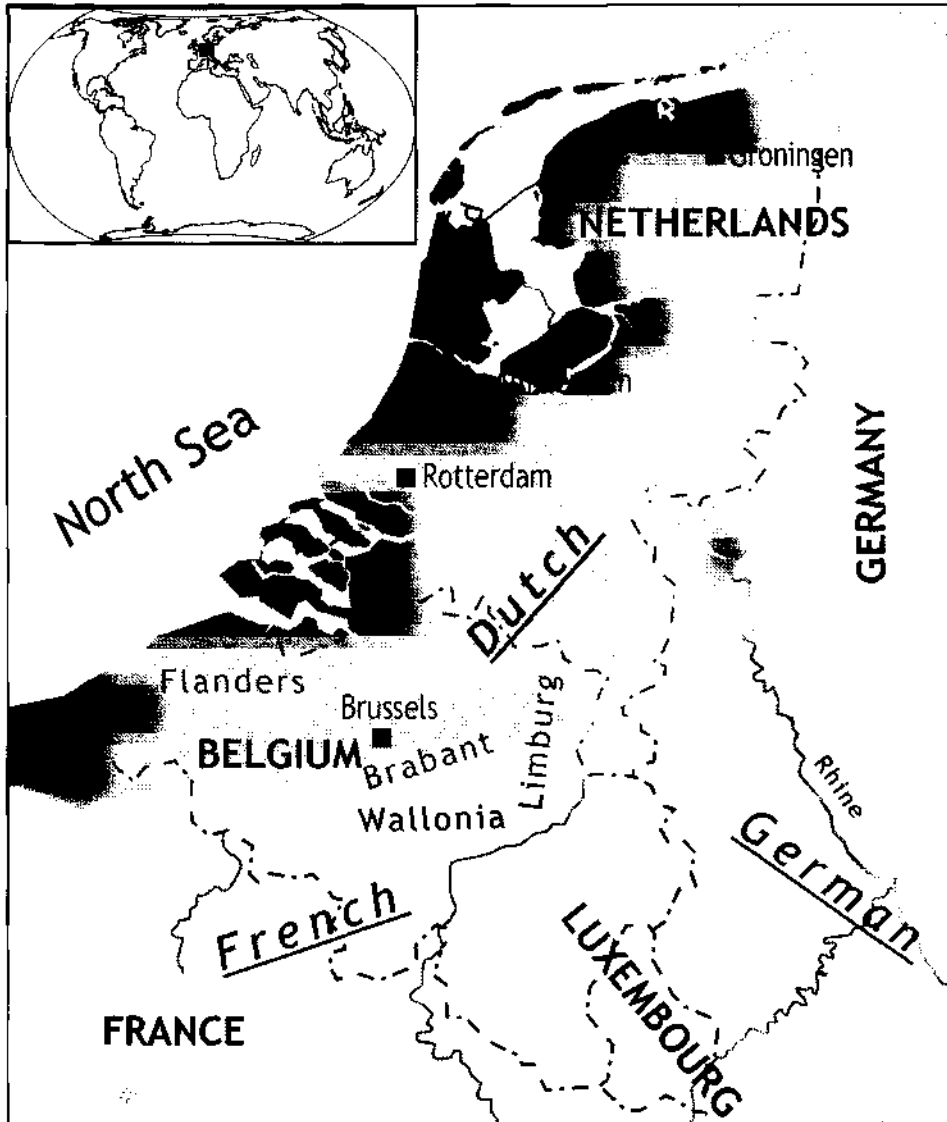 Groningen
NETHERLANDS
North Sea
Rotterdam
GERMANY
Dutch
Flanders
Brussels
BELGIUM
Brabant
Limburg
Wallonia
Rhine
German
French
LUXEMBOURG
FRANCE